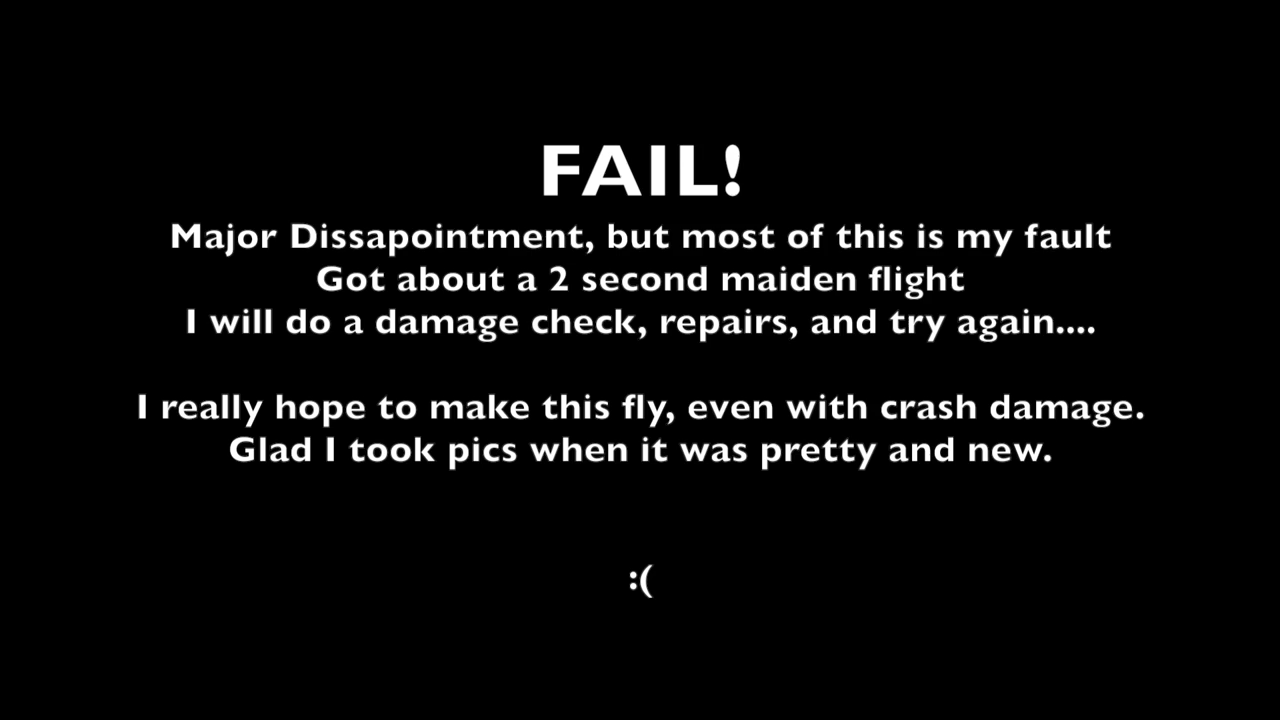 FAIL!
Major Dissapointment, but most of this is my fault
Got about a 2 second maiden flight
I will do a damage check, repairs, and try again....
I really hope to make this fly, even with crash damage.
Glad I took pics when it was pretty and new.
:(